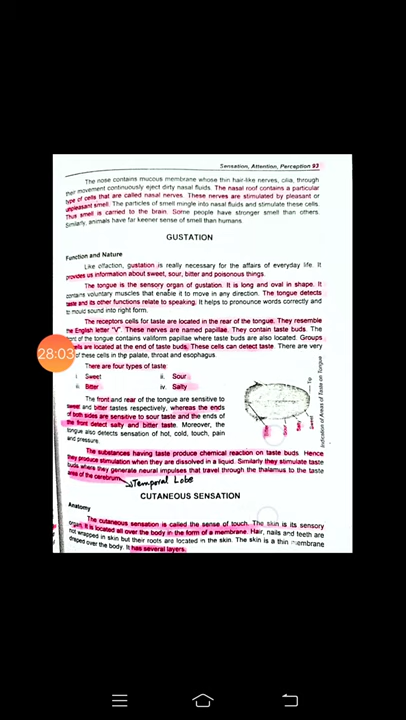 Sensation, Attention, Perception 93
The nose contains mucous membrane whose thin hair-like nerves, cilia, through
their movement continuously eject dirty nasal fluids. The nasal roof contains a particular
type of cells that are called nasal nerves. These nerves are stimulated by pleasant or
unpleasant smell. The particles of smell mingle into nasal fluids and stimulate these cells.
Thus smell is carried to the brain. Some people have stronger smell than others.
Similarly, animals have far keener sense of smell than humans.
GUSTATION
Function and Nature
Like olfaction, gustation is really necessary for the affairs of everyday life. It
provides us information about sweet, sour, bitter and poisonous things.
The tongue is the sensory organ of gustation. It is long and oval in shape. It
contains voluntary muscles that enable it to move in any direction. The tongue detects
taste and its other functions relate to speaking. It helps to pronounce words correctly and
to mould sound into right form.
The receptors cells for taste are located in the rear of the tongue. They resemble
the English letter "V". These nerves are named papillae. They contain taste buds. The
front of the tongue contains valiform papillae where taste buds are also located. Groups
cells are located at the end of taste buds. These cells can detect taste. There are very
of these cells in the palate, throat and esophagus.
28:03
There are four types of taste
i. Sweet ii. Sour
ii. Bitter iv. Salty
The front and rear of the tongue are sensitive to
sweet and bitter tastes respectively, whereas the ends
of both sides are sensitive to sour taste and the ends of
the front detect salty and bitter taste. Moreover, the
tongue also detects sensation of hot, cold, touch, pain
and pressure.
Bitter
Sour
Salty
Sweet
Tip
Indication of Areas of Taste on Tongue
The substances having taste produce chemical reaction on taste buds. Hence
they produce stimulation when they are dissolved in a liquid. Similarly they stimulate taste
buds where they generate neural impulses that travel through the thalamus to the taste
area of the cerebrum. Temporal Lobe
CUTANEOUS SENSATION
Anatomy
The cutaneous sensation is called the sense of touch. The skin is its sensory
organ. It is located all over the body in the form of a membrane. Hair, nails and teeth are
not wrapped in skin but their roots are located in the skin. The skin is a thin membrane
draped over the body. It has several layers.